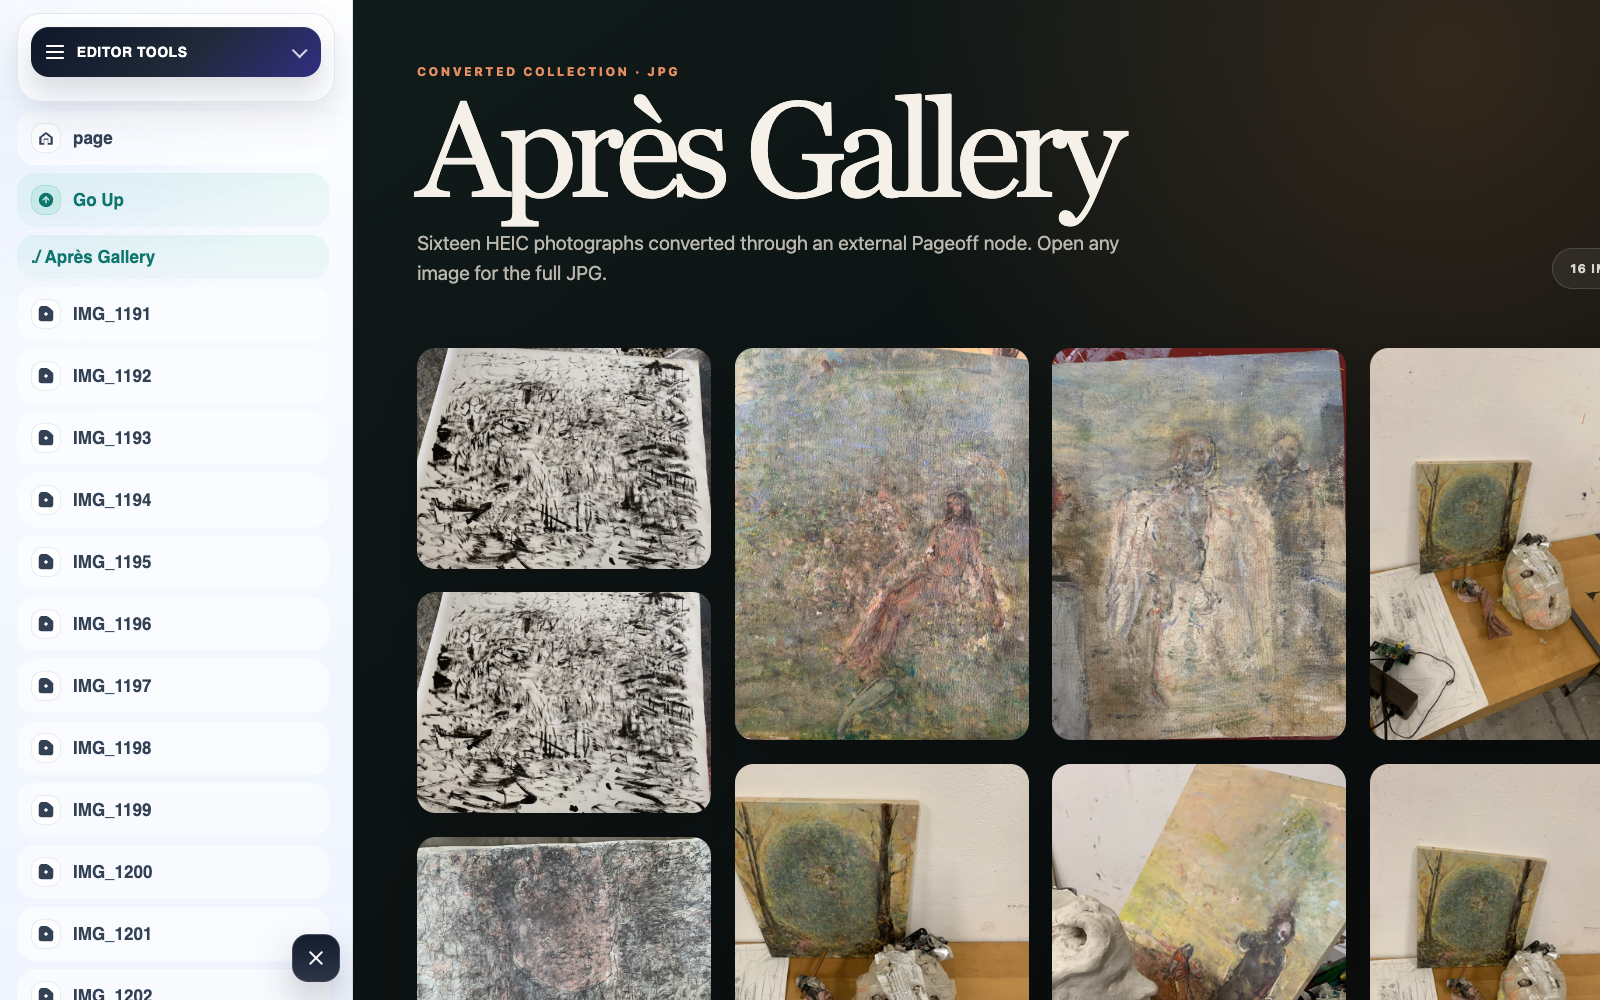 EDITOR TOOLS
page
Go Up
./ Après Gallery
IMG_1191
IMG_1192
IMG_1193
IMG_1194
IMG_1195
IMG_1196
IMG_1197
IMG_1198
IMG_1199
IMG_1200
IMG_1201
IMG_1202
CONVERTED COLLECTION · JPG
Après Gallery
Sixteen HEIC photographs converted through an external Pageoff node. Open any
image for the full JPG.
16